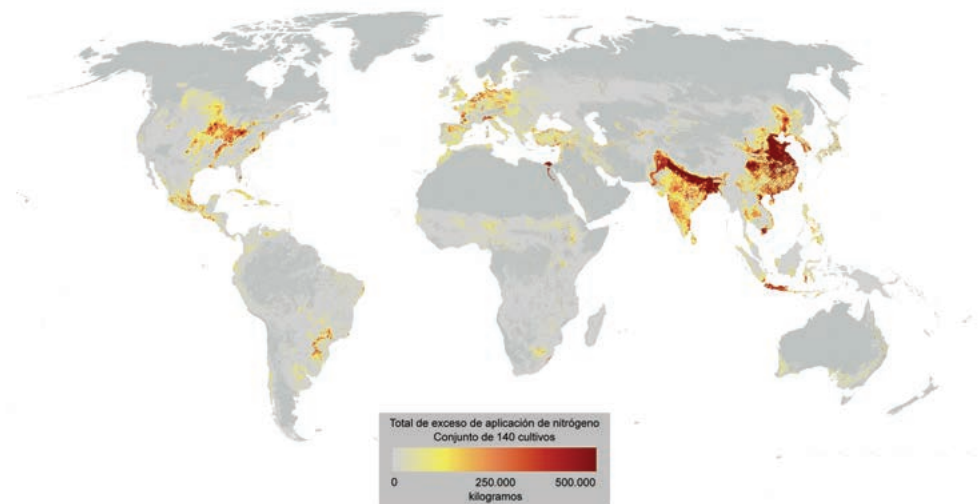 Total de exceso de aplicación de nitrógeno
Conjunto de 140 cultivos
0 250.000 500.000
kilogramos